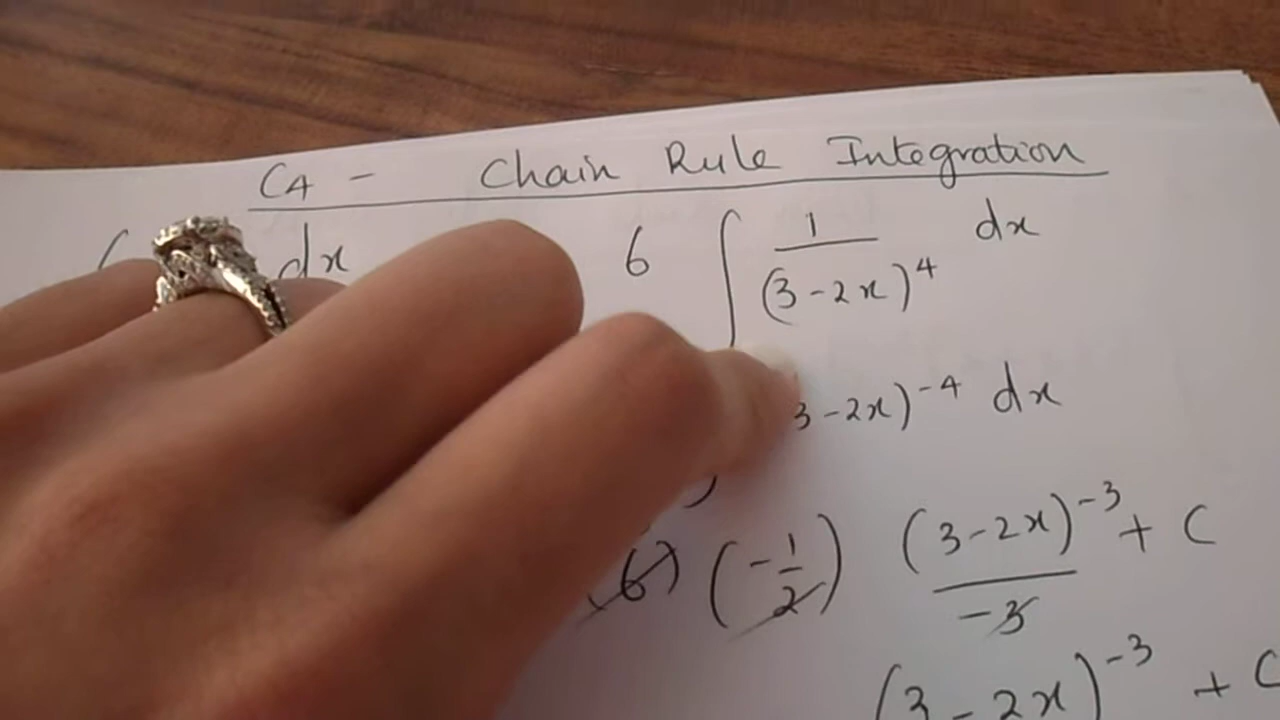 C4 - Chain Rule Integration
dx 6 ∫ 1/(3-2x)^4 dx
3-2x)^-4 dx
(6) (-1/2) (3-2x)^-3/-3 + C
(3-2x)^-3 + C